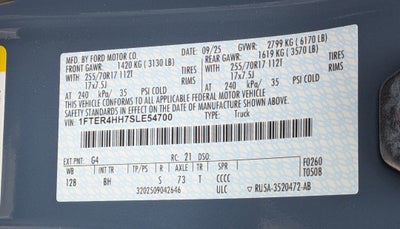 MFD. BY FORD MOTOR CO.
DATE: 09/25 GVWR: 2799 KG (6170 LB)
FRONT GAWR: 1420 KG (3130 LB) REAR GAWR: 1619 KG (3570 LB)
WITH 255/70R17 112T WITH 255/70R17 112T
17x7.5J 17x7.5J
AT 240 kPa/ 35 PSI COLD AT 240 kPa/ 35 PSI COLD
THIS VEHICLE CONFORMS TO ALL APPLICABLE FEDERAL MOTOR VEHICLE
SAFETY STANDARDS IN EFFECT ON THE DATE OF MANUFACTURE SHOWN ABOVE.
VIN: 1FTER4HH7SLE54700 TYPE: Truck
EXT PNT: G4 RC: 21 DSO: F0260
WB INT TR TP/PS R AXLE TR SPR T0508
128 BH S 73 T CCCC
3202509042646 ULC RUSA-3520472-AB